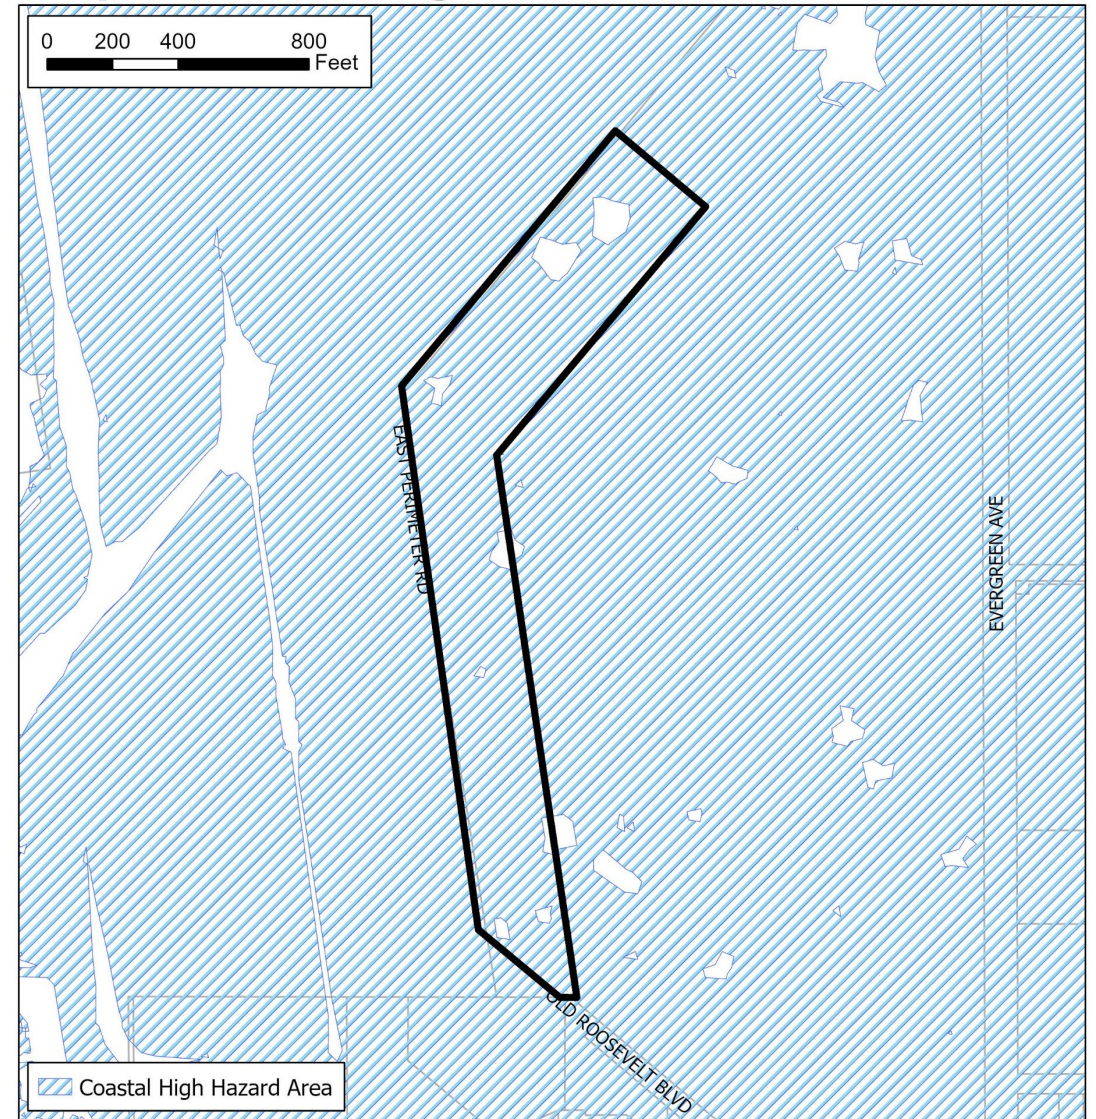 0 200 400 800
Feet
EAST PERIMETER RD
EVERGREEN AVE
OLD ROOSEVELT BLVD
Coastal High Hazard Area